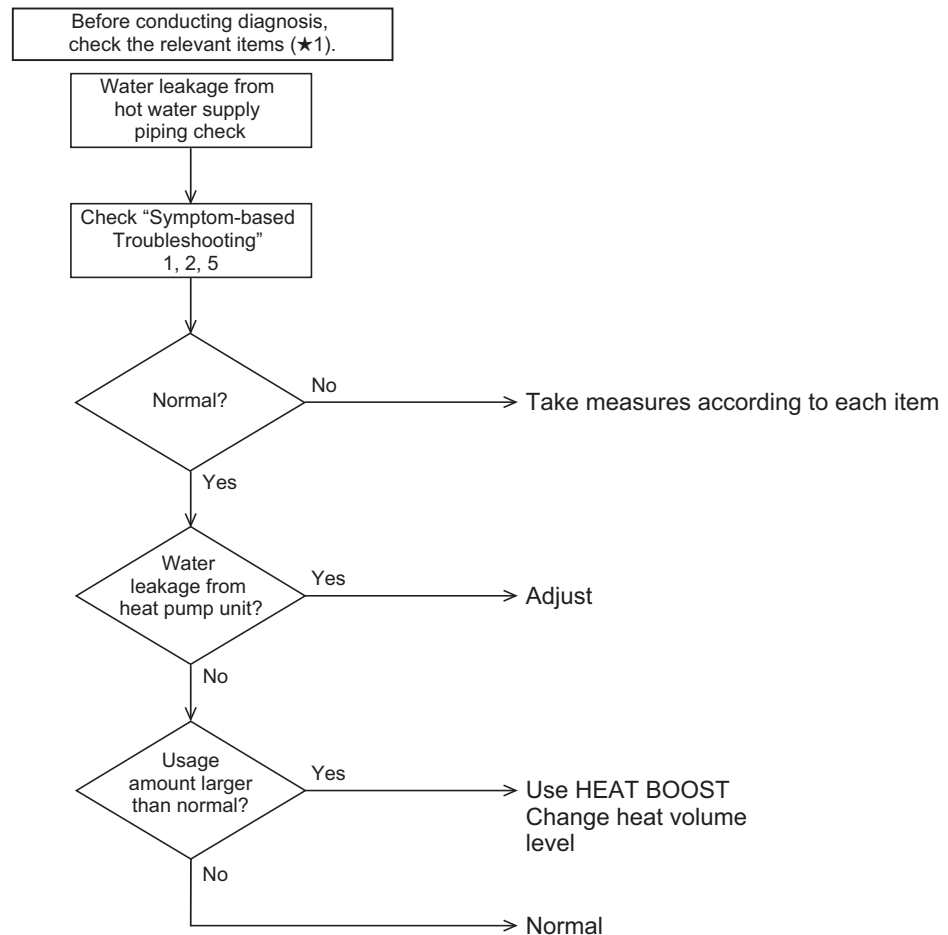 Before conducting diagnosis,
check the relevant items (★1).
Water leakage from
hot water supply
piping check
Check “Symptom-based
Troubleshooting”
1, 2, 5
Normal?
No
Take measures according to each item
Yes
Water
leakage from
heat pump unit?
Yes
Adjust
No
Usage
amount larger
than normal?
Yes
Use HEAT BOOST
Change heat volume
level
No
Normal